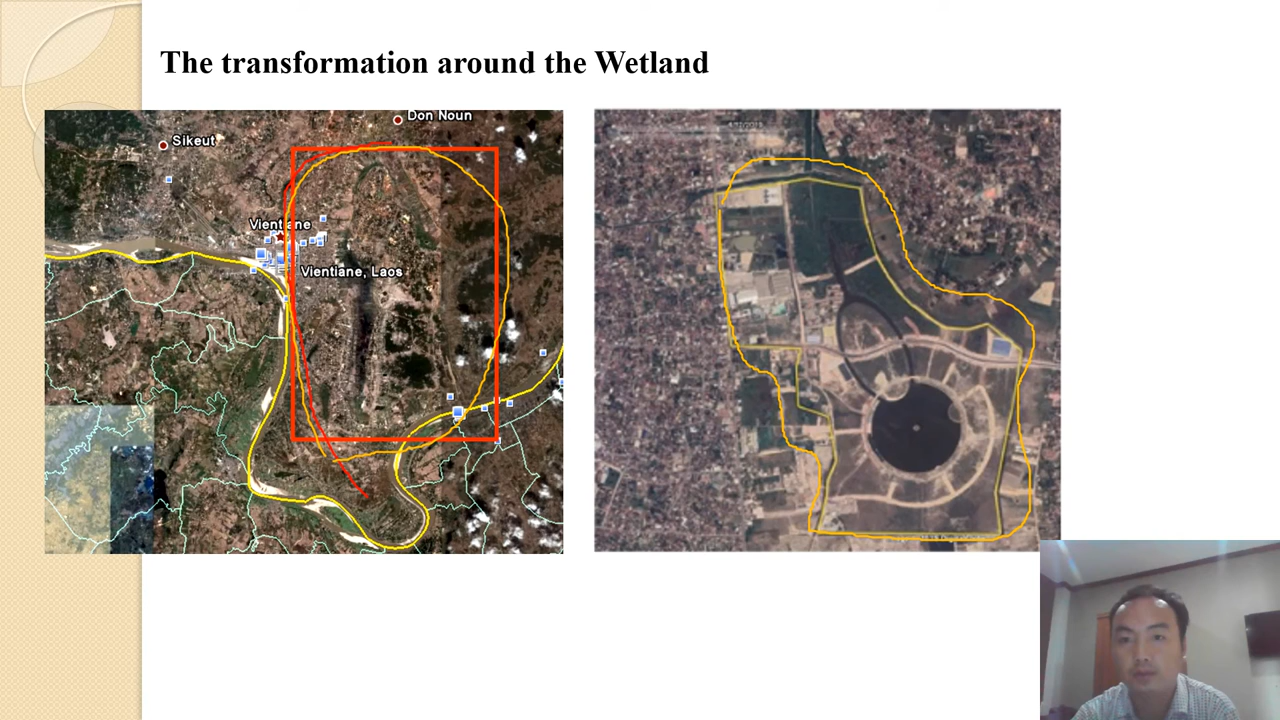 The transformation around the Wetland
Don Noun
Sikeut
Vientiane
Vientiane, Laos